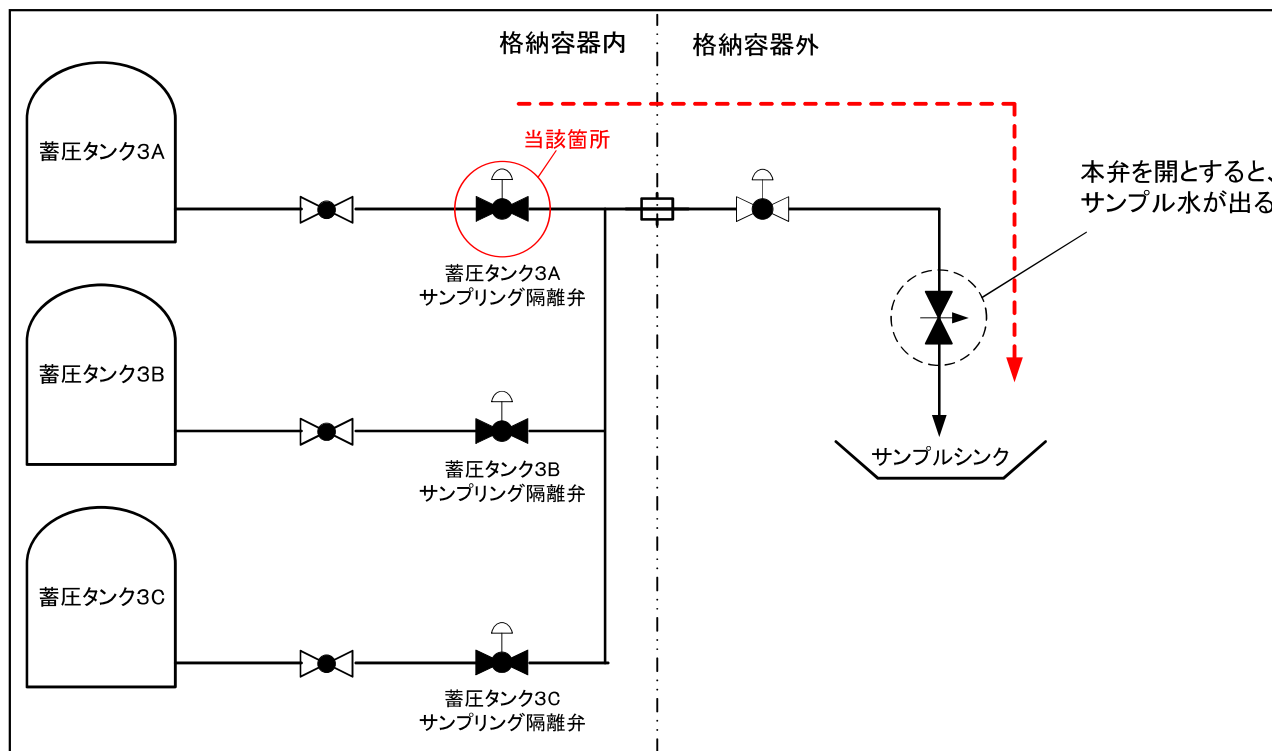 格納容器内
格納容器外
当該箇所
蓄圧タンク3A
本弁を開とすると、
サンプル水が出る
蓄圧タンク3A
サンプリング隔離弁
蓄圧タンク3B
サンプルシンク
蓄圧タンク3B
サンプリング隔離弁
蓄圧タンク3C
蓄圧タンク3C
サンプリング隔離弁